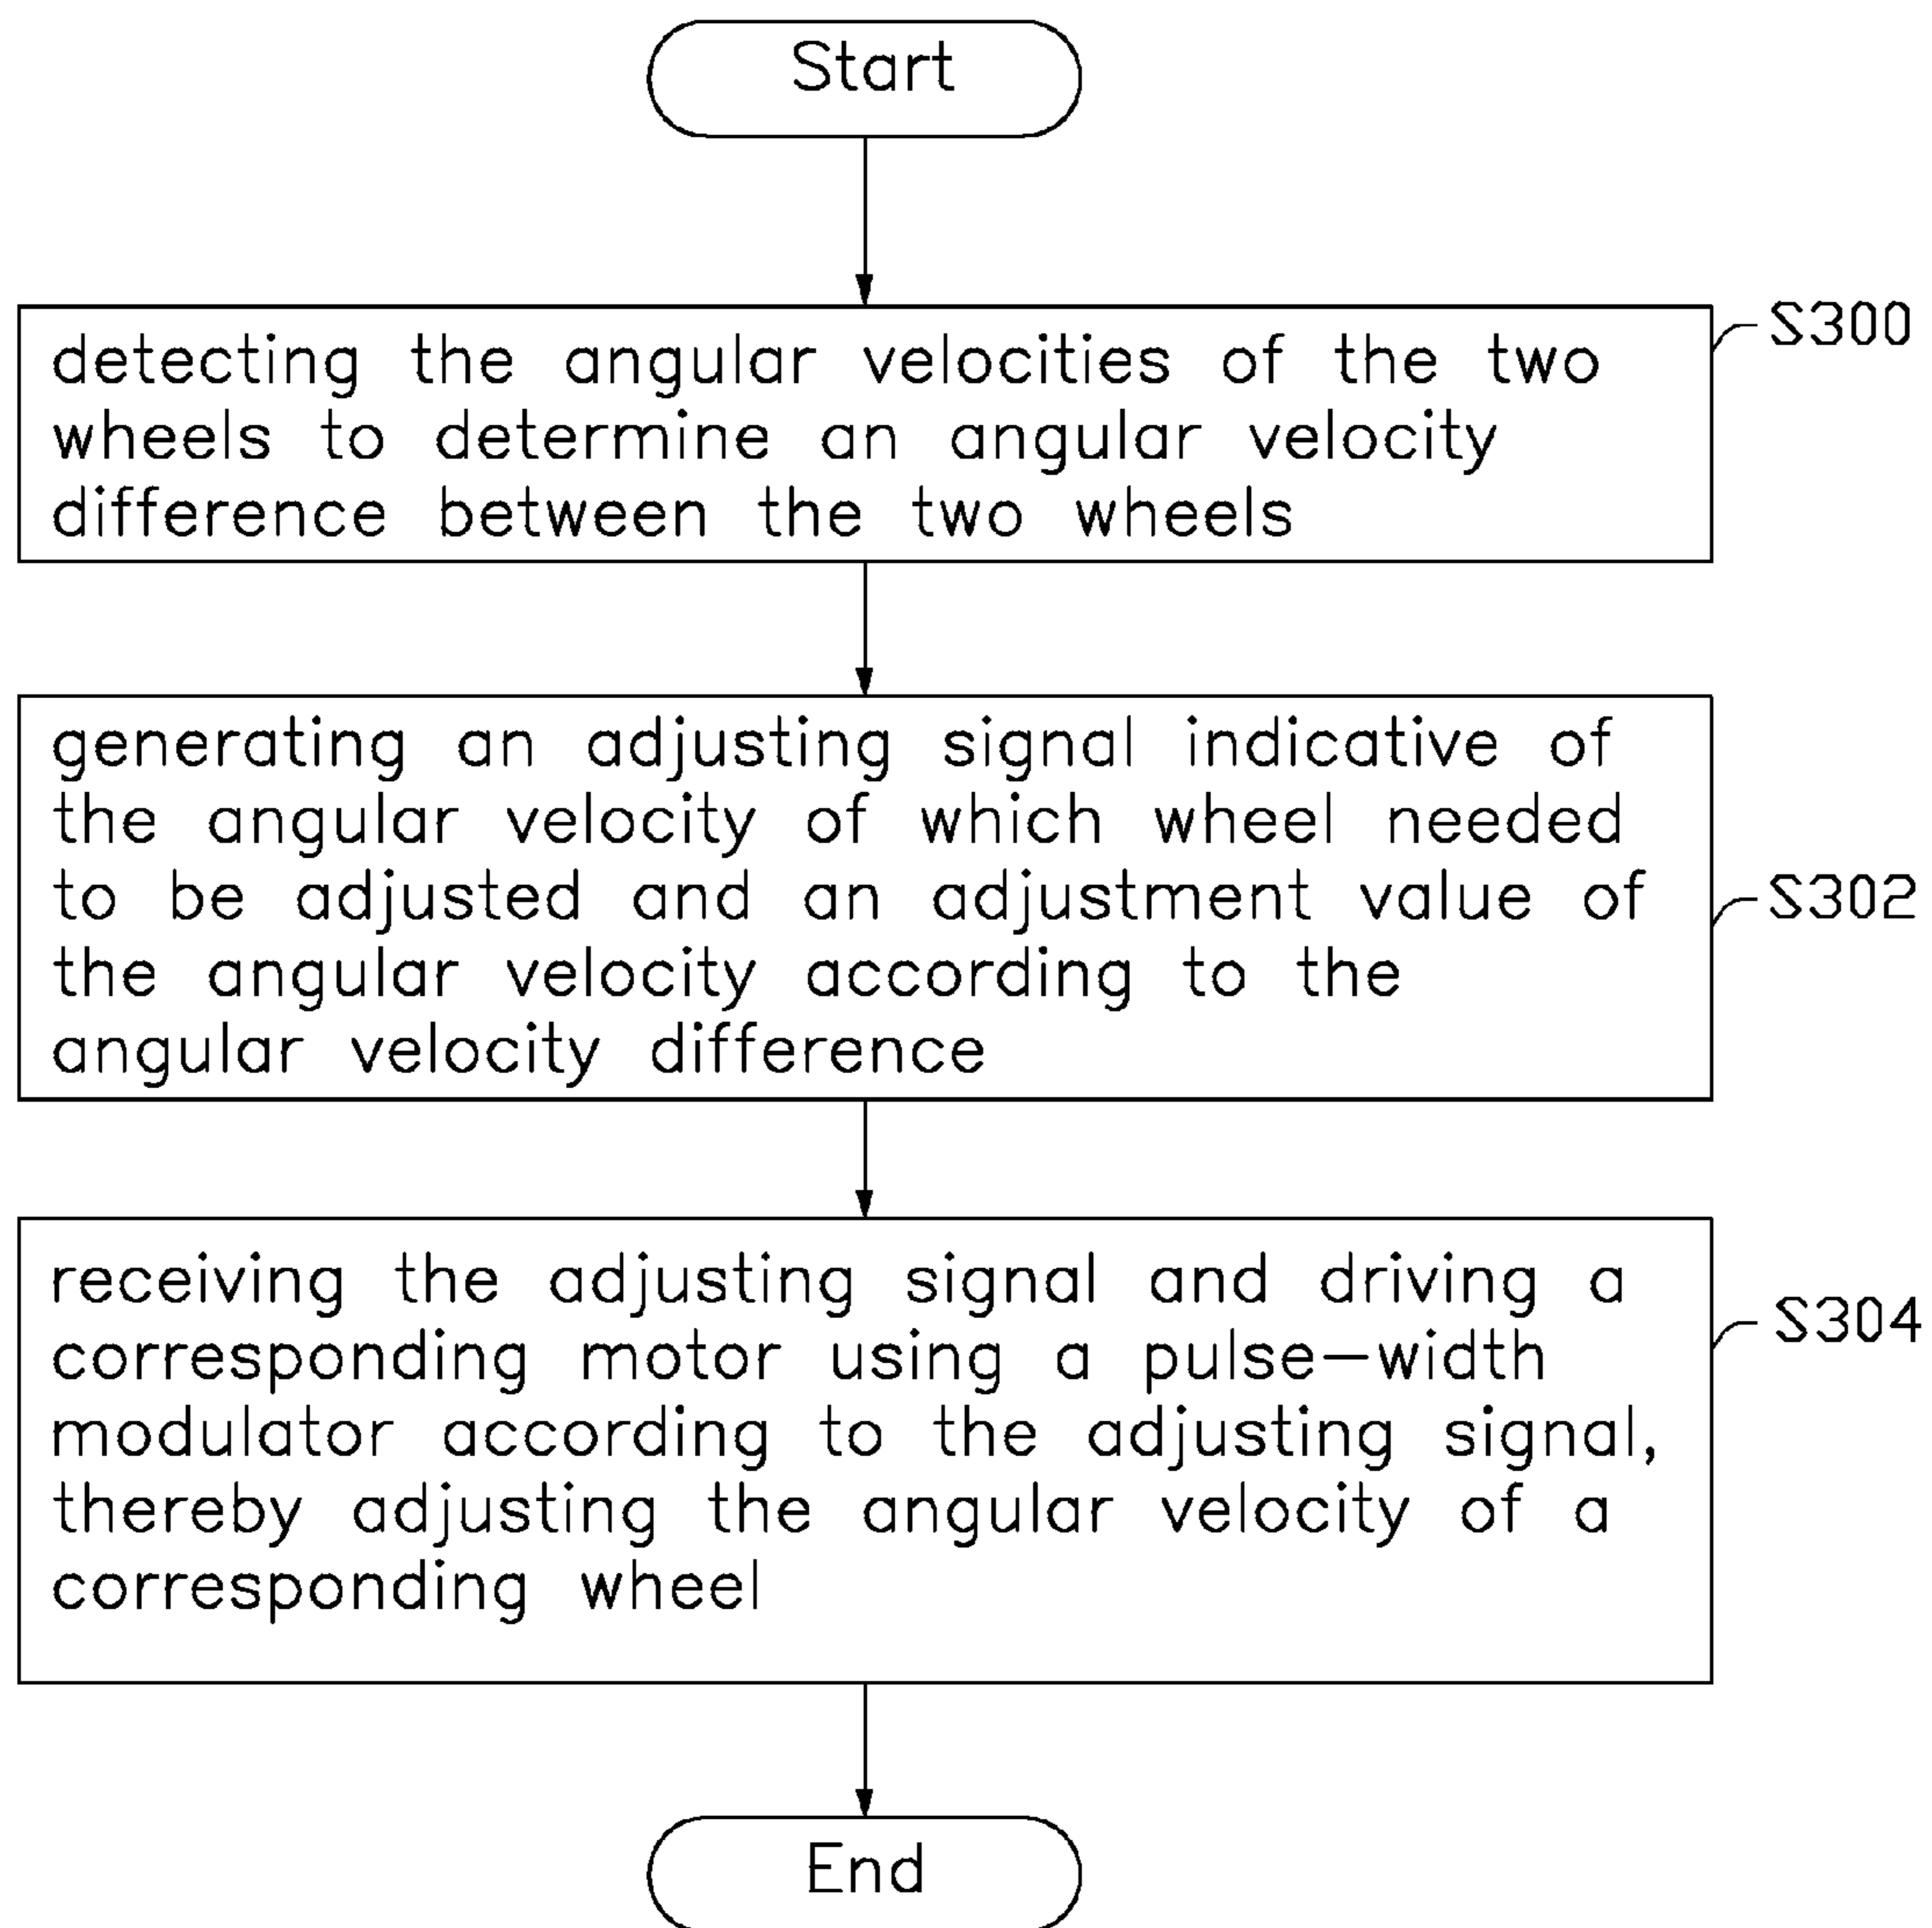 Start
detecting the angular velocities of the two
wheels to determine an angular velocity
difference between the two wheels
S300
generating an adjusting signal indicative of
the angular velocity of which wheel needed
to be adjusted and an adjustment value of
the angular velocity according to the
angular velocity difference
S302
receiving the adjusting signal and driving a
corresponding motor using a pulse-width
modulator according to the adjusting signal,
thereby adjusting the angular velocity of a
corresponding wheel
S304
End